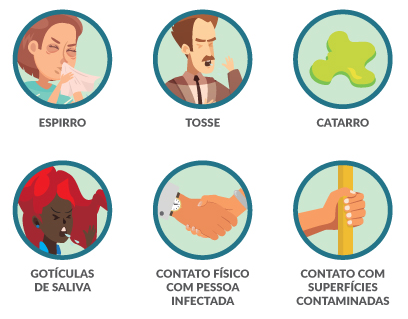 ESPIRRO
TOSSE
CATARRO
GOTÍCULAS
DE SALIVA
CONTATO FÍSICO
COM PESSOA
INFECTADA
CONTATO COM
SUPERFÍCIES
CONTAMINADAS